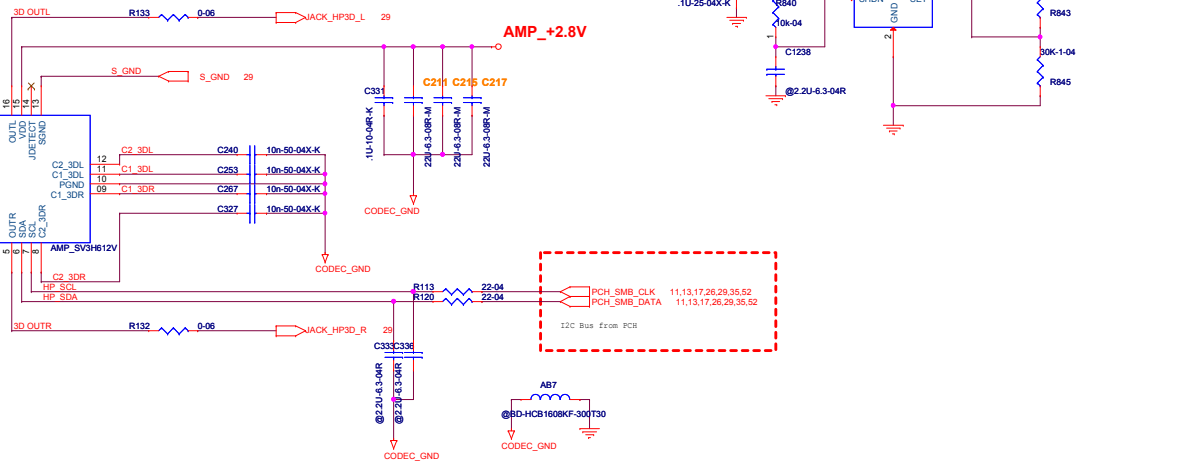 3D OUTL
R133
0-06
JACK_HP3D_L
29
AMP_+2.8V
.1U-25-04X-K
R840
10k-04
1
C1238
@2.2U-6.3-04R
GND
2
R843
30K-1-04
R845
S_GND
S_GND
29
C331
C211
C215
C217
.1U-10-04R-K
22U-6.3-08R-M
22U-6.3-08R-M
22U-6.3-08R-M
CODEC_GND
16
15
14
13
OUTL
VDD
JDETECT
SGND
C2_3DL
12
C1_3DL
11
PGND
10
C1_3DR
09
C2_3DL
C240
10n-50-04X-K
C1_3DL
C253
10n-50-04X-K
C1_3DR
C267
10n-50-04X-K
C327
10n-50-04X-K
CODEC_GND
OUTR
SDA
SCL
C2_3DR
5
6
7
8
AMP_SV3H612V
C2_3DR
HP_SCL
HP_SDA
R113
22-04
R120
22-04
PCH_SMB_CLK
11,13,17,26,29,35,52
PCH_SMB_DATA
11,13,17,26,29,35,52
I2C Bus from PCH
3D OUTR
R132
0-06
JACK_HP3D_R
29
C333
C336
@2.2U-6.3-04R
@2.2U-6.3-04R
CODEC_GND
AB7
@BD-HCB1608KF-300T30
CODEC_GND